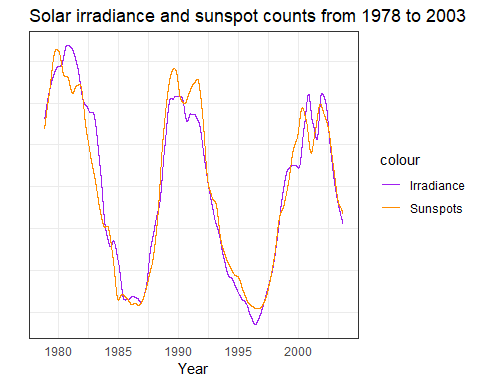 Solar irradiance and sunspot counts from 1978 to 2003
colour
Irradiance
Sunspots
1980 1985 1990 1995 2000
Year